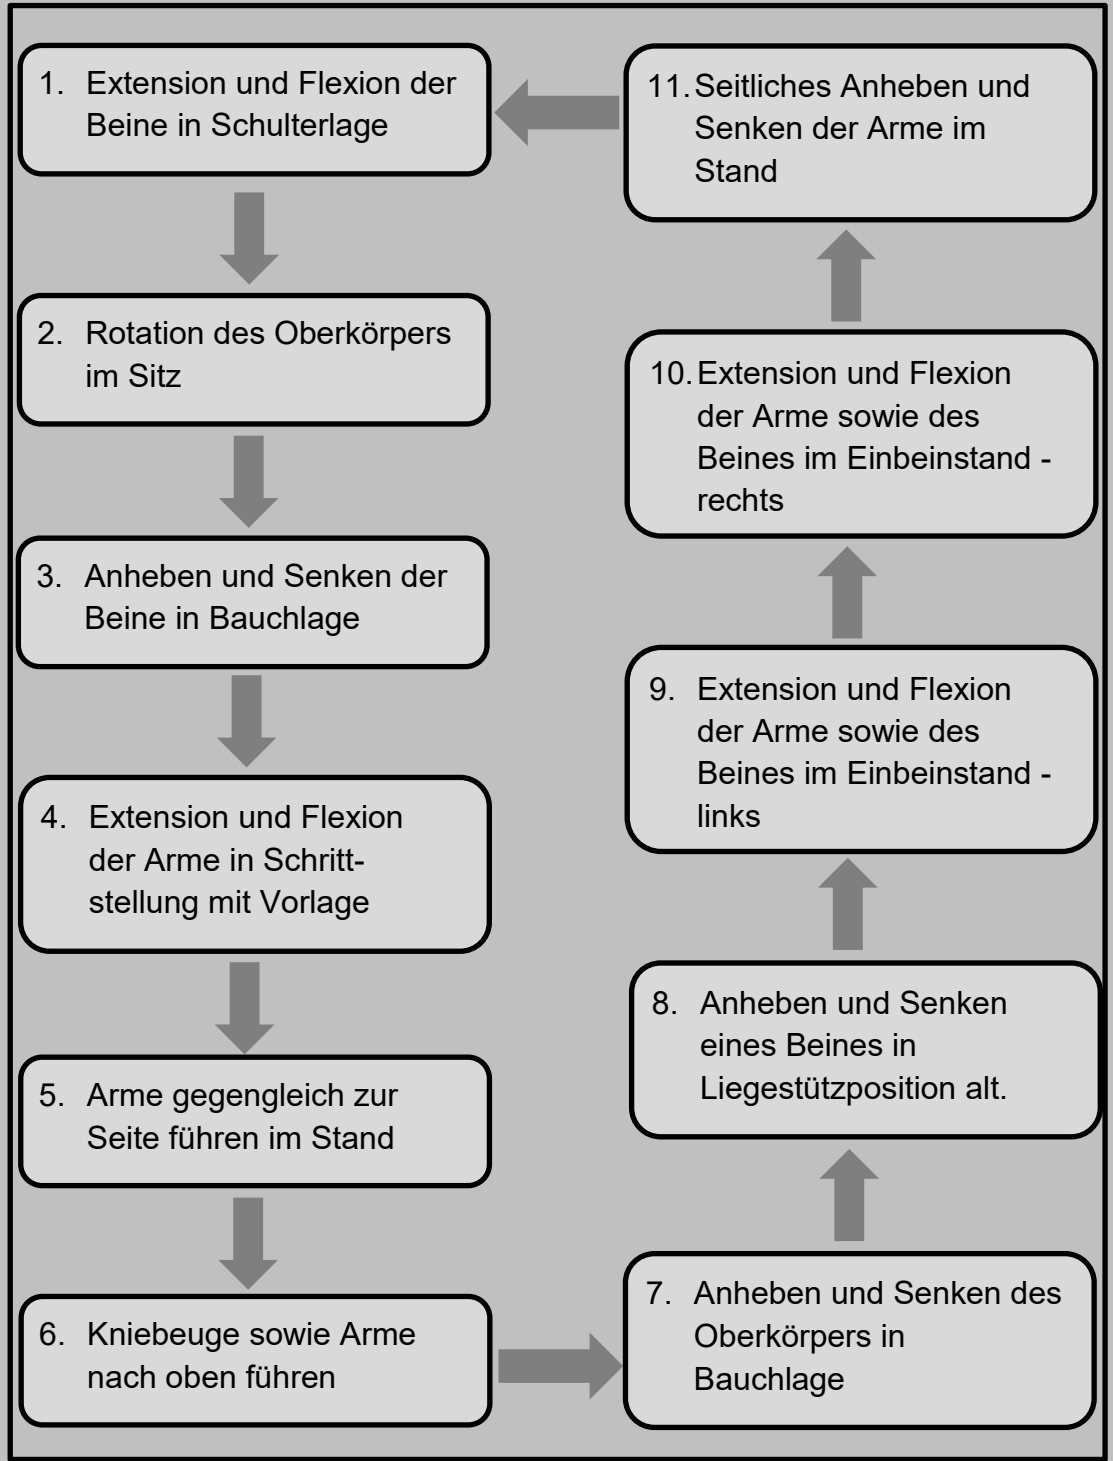 1. Extension und Flexion der
Beine in Schulterlage
2. Rotation des Oberkörpers
im Sitz
3. Anheben und Senken der
Beine in Bauchlage
4. Extension und Flexion
der Arme in Schritt-
stellung mit Vorlage
5. Arme gegengleich zur
Seite führen im Stand
6. Kniebeuge sowie Arme
nach oben führen
7. Anheben und Senken des
Oberkörpers in
Bauchlage
8. Anheben und Senken
eines Beines in
Liegestützposition alt.
9. Extension und Flexion
der Arme sowie des
Beines im Einbeinstand -
links
10. Extension und Flexion
der Arme sowie des
Beines im Einbeinstand -
rechts
11. Seitliches Anheben und
Senken der Arme im
Stand